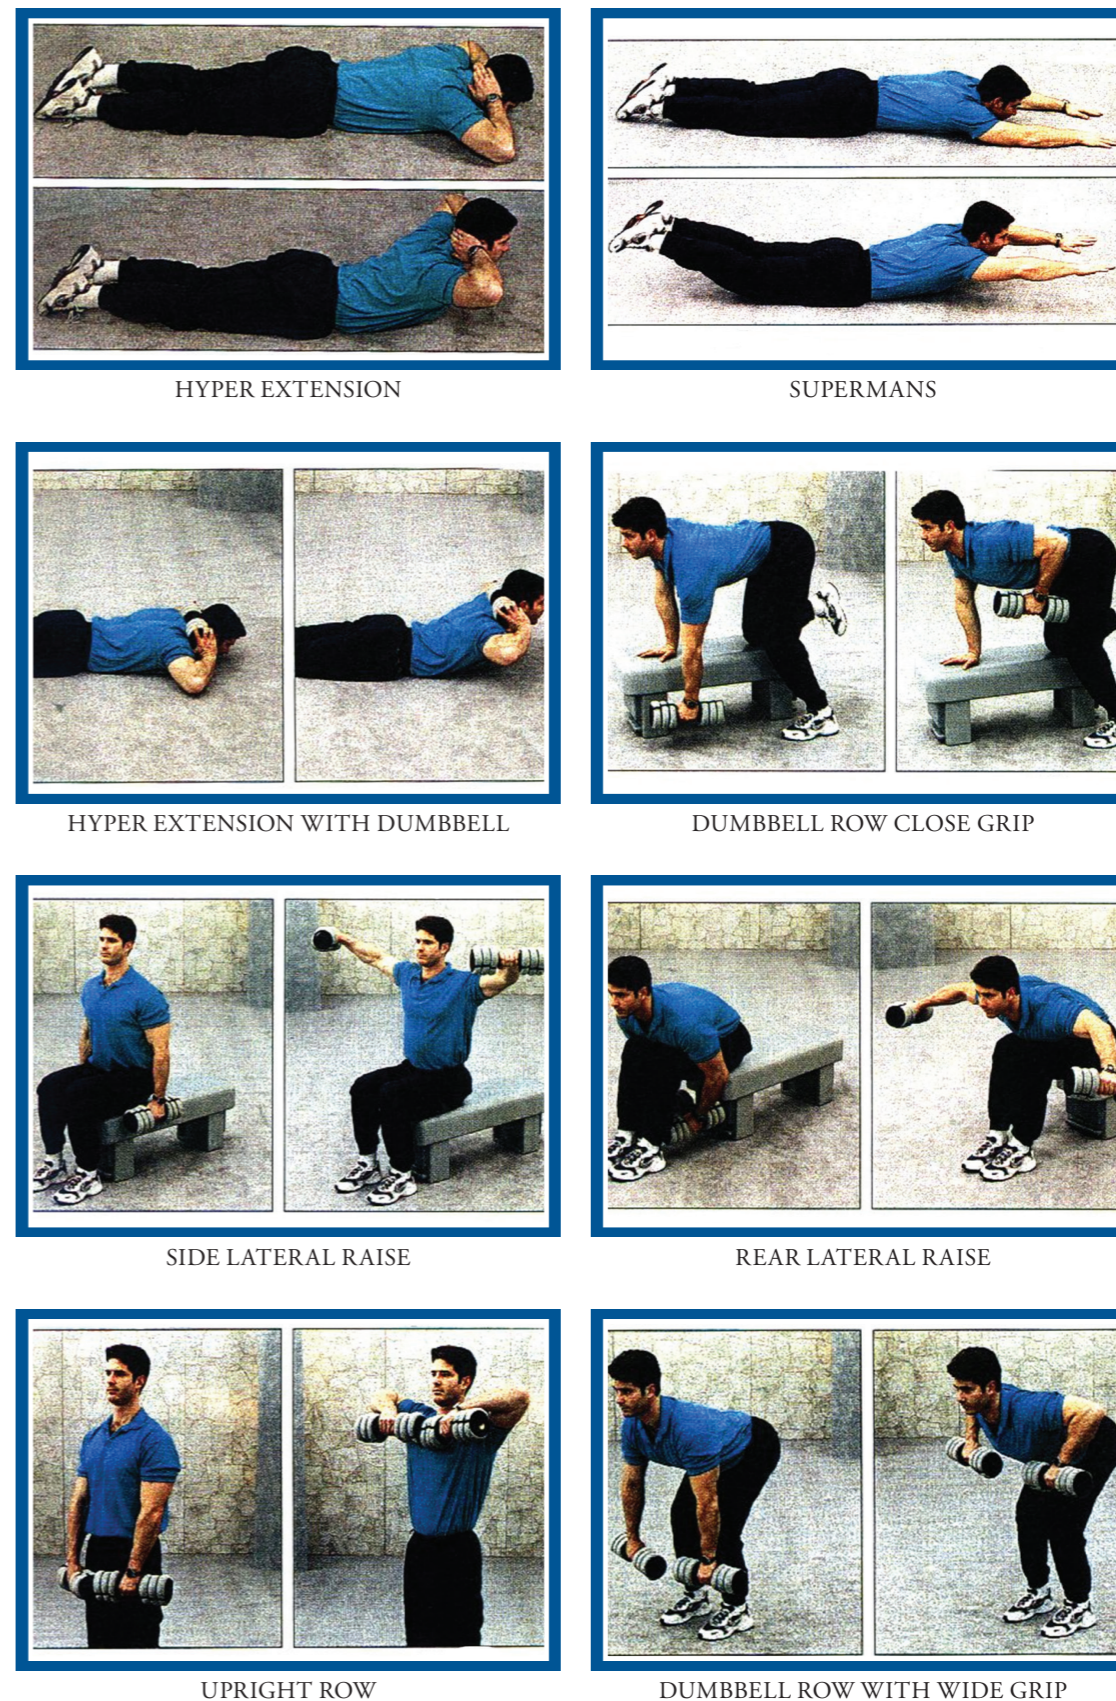 HYPER EXTENSION
SUPERMANS
HYPER EXTENSION WITH DUMBBELL
DUMBBELL ROW CLOSE GRIP
SIDE LATERAL RAISE
REAR LATERAL RAISE
UPRIGHT ROW
DUMBBELL ROW WITH WIDE GRIP